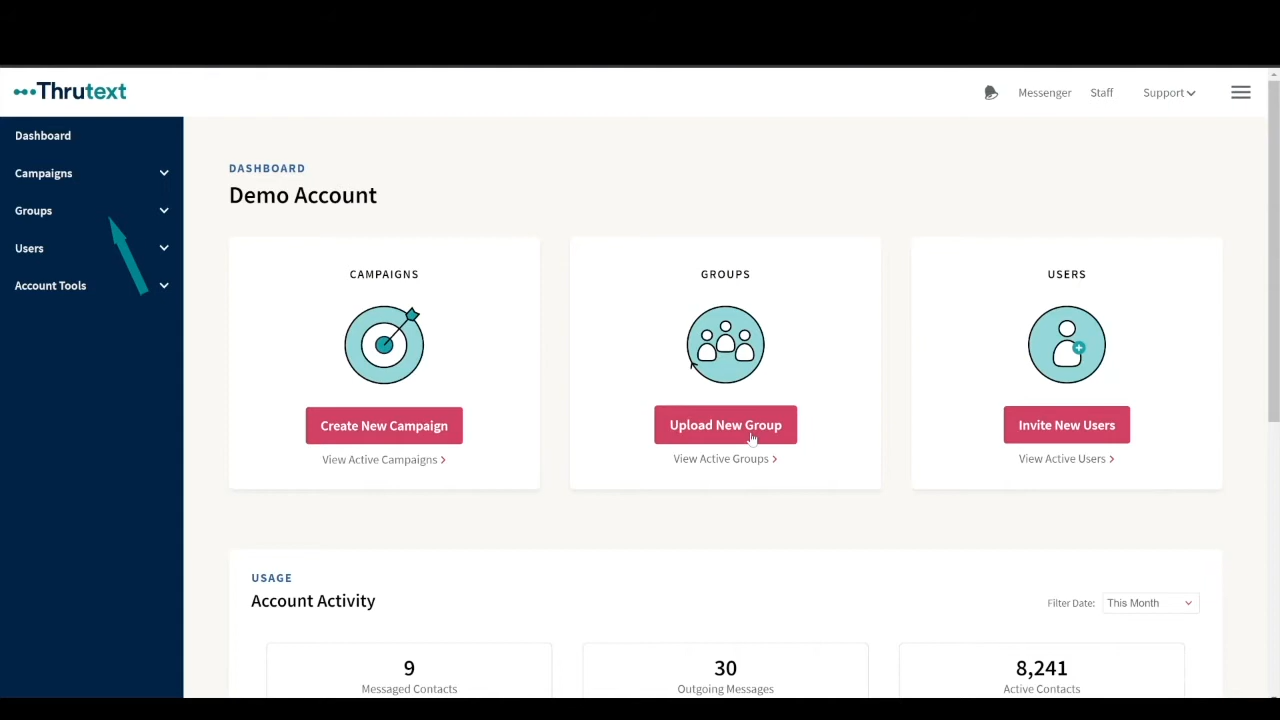 Thrutext
Messenger
Staff
Support
Dashboard
Campaigns
Groups
Users
Account Tools
DASHBOARD
Demo Account
CAMPAIGNS
Create New Campaign
View Active Campaigns >
GROUPS
Upload New Group
View Active Groups >
USERS
Invite New Users
View Active Users >
USAGE
Account Activity
Filter Date: This Month
9
Messaged Contacts
30
Outgoing Messages
8,241
Active Contacts